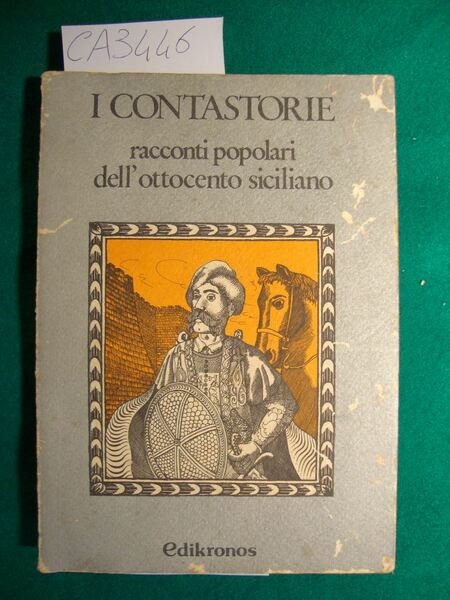 CA3446
I CONTASTORIE
racconti popolari
dell'ottocento siciliano
edikronos